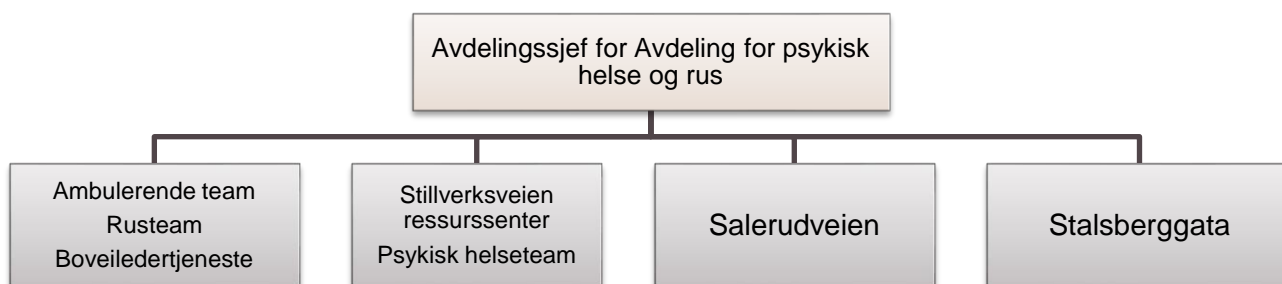 Avdelingssjef for Avdeling for psykisk
helse og rus
Ambulerende team
Rusteam
Boveiledertjeneste
Stillverksveien
ressurssenter
Psykisk helseteam
Salerudveien
Stalsberggata